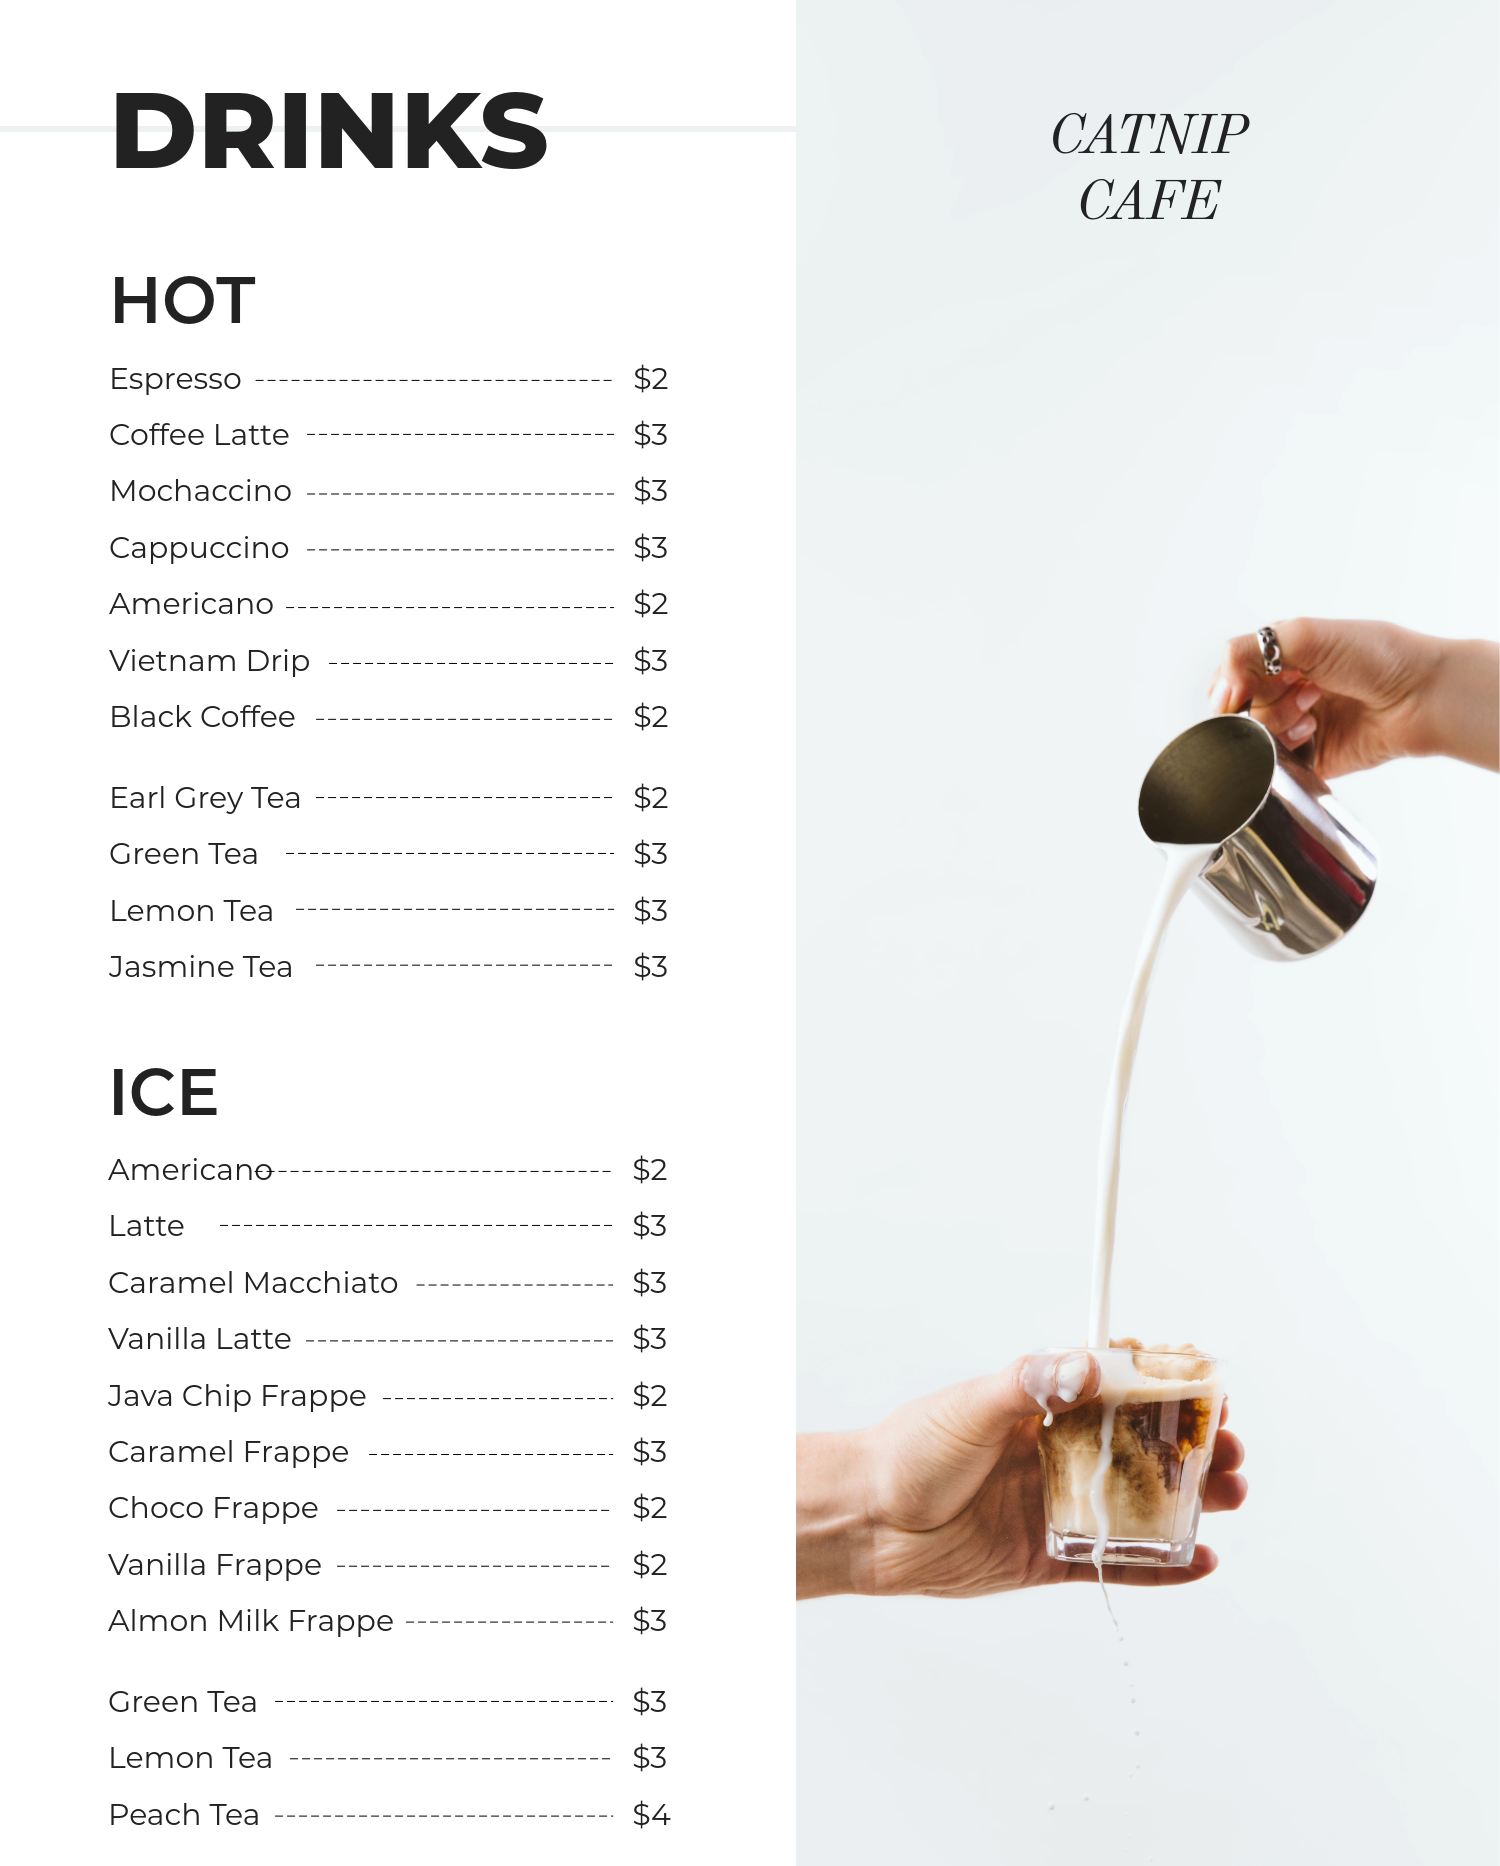 DRINKS
CATNIP
CAFE
HOT
Espresso $2
Coffee Latte $3
Mochaccino $3
Cappuccino $3
Americano $2
Vietnam Drip $3
Black Coffee $2
Earl Grey Tea $2
Green Tea $3
Lemon Tea $3
Jasmine Tea $3
ICE
Americano $2
Latte $3
Caramel Macchiato $3
Vanilla Latte $3
Java Chip Frappe $2
Caramel Frappe $3
Choco Frappe $2
Vanilla Frappe $2
Almon Milk Frappe $3
Green Tea $3
Lemon Tea $3
Peach Tea $4